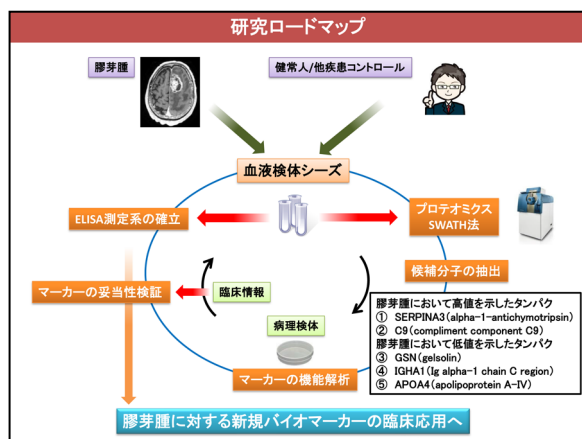 研究ロードマップ
膠芽腫
健常人/他疾患コントロール
血液検体シーズ
ELISA測定系の確立
プロテオミクス
SWATH法
マーカーの妥当性検証
臨床情報
候補分子の抽出
病理検体
マーカーの機能解析
膠芽腫において高値を示したタンパク
① SERPINA3(alpha-1-antichymotripsin)
② C9(compliment component C9)
膠芽腫において低値を示したタンパク
③ GSN(gelsolin)
④ IGHA1(Ig alpha-1 chain C region)
⑤ APOA4(apolipoprotein A-IV)
膠芽腫に対する新規バイオマーカーの臨床応用へ